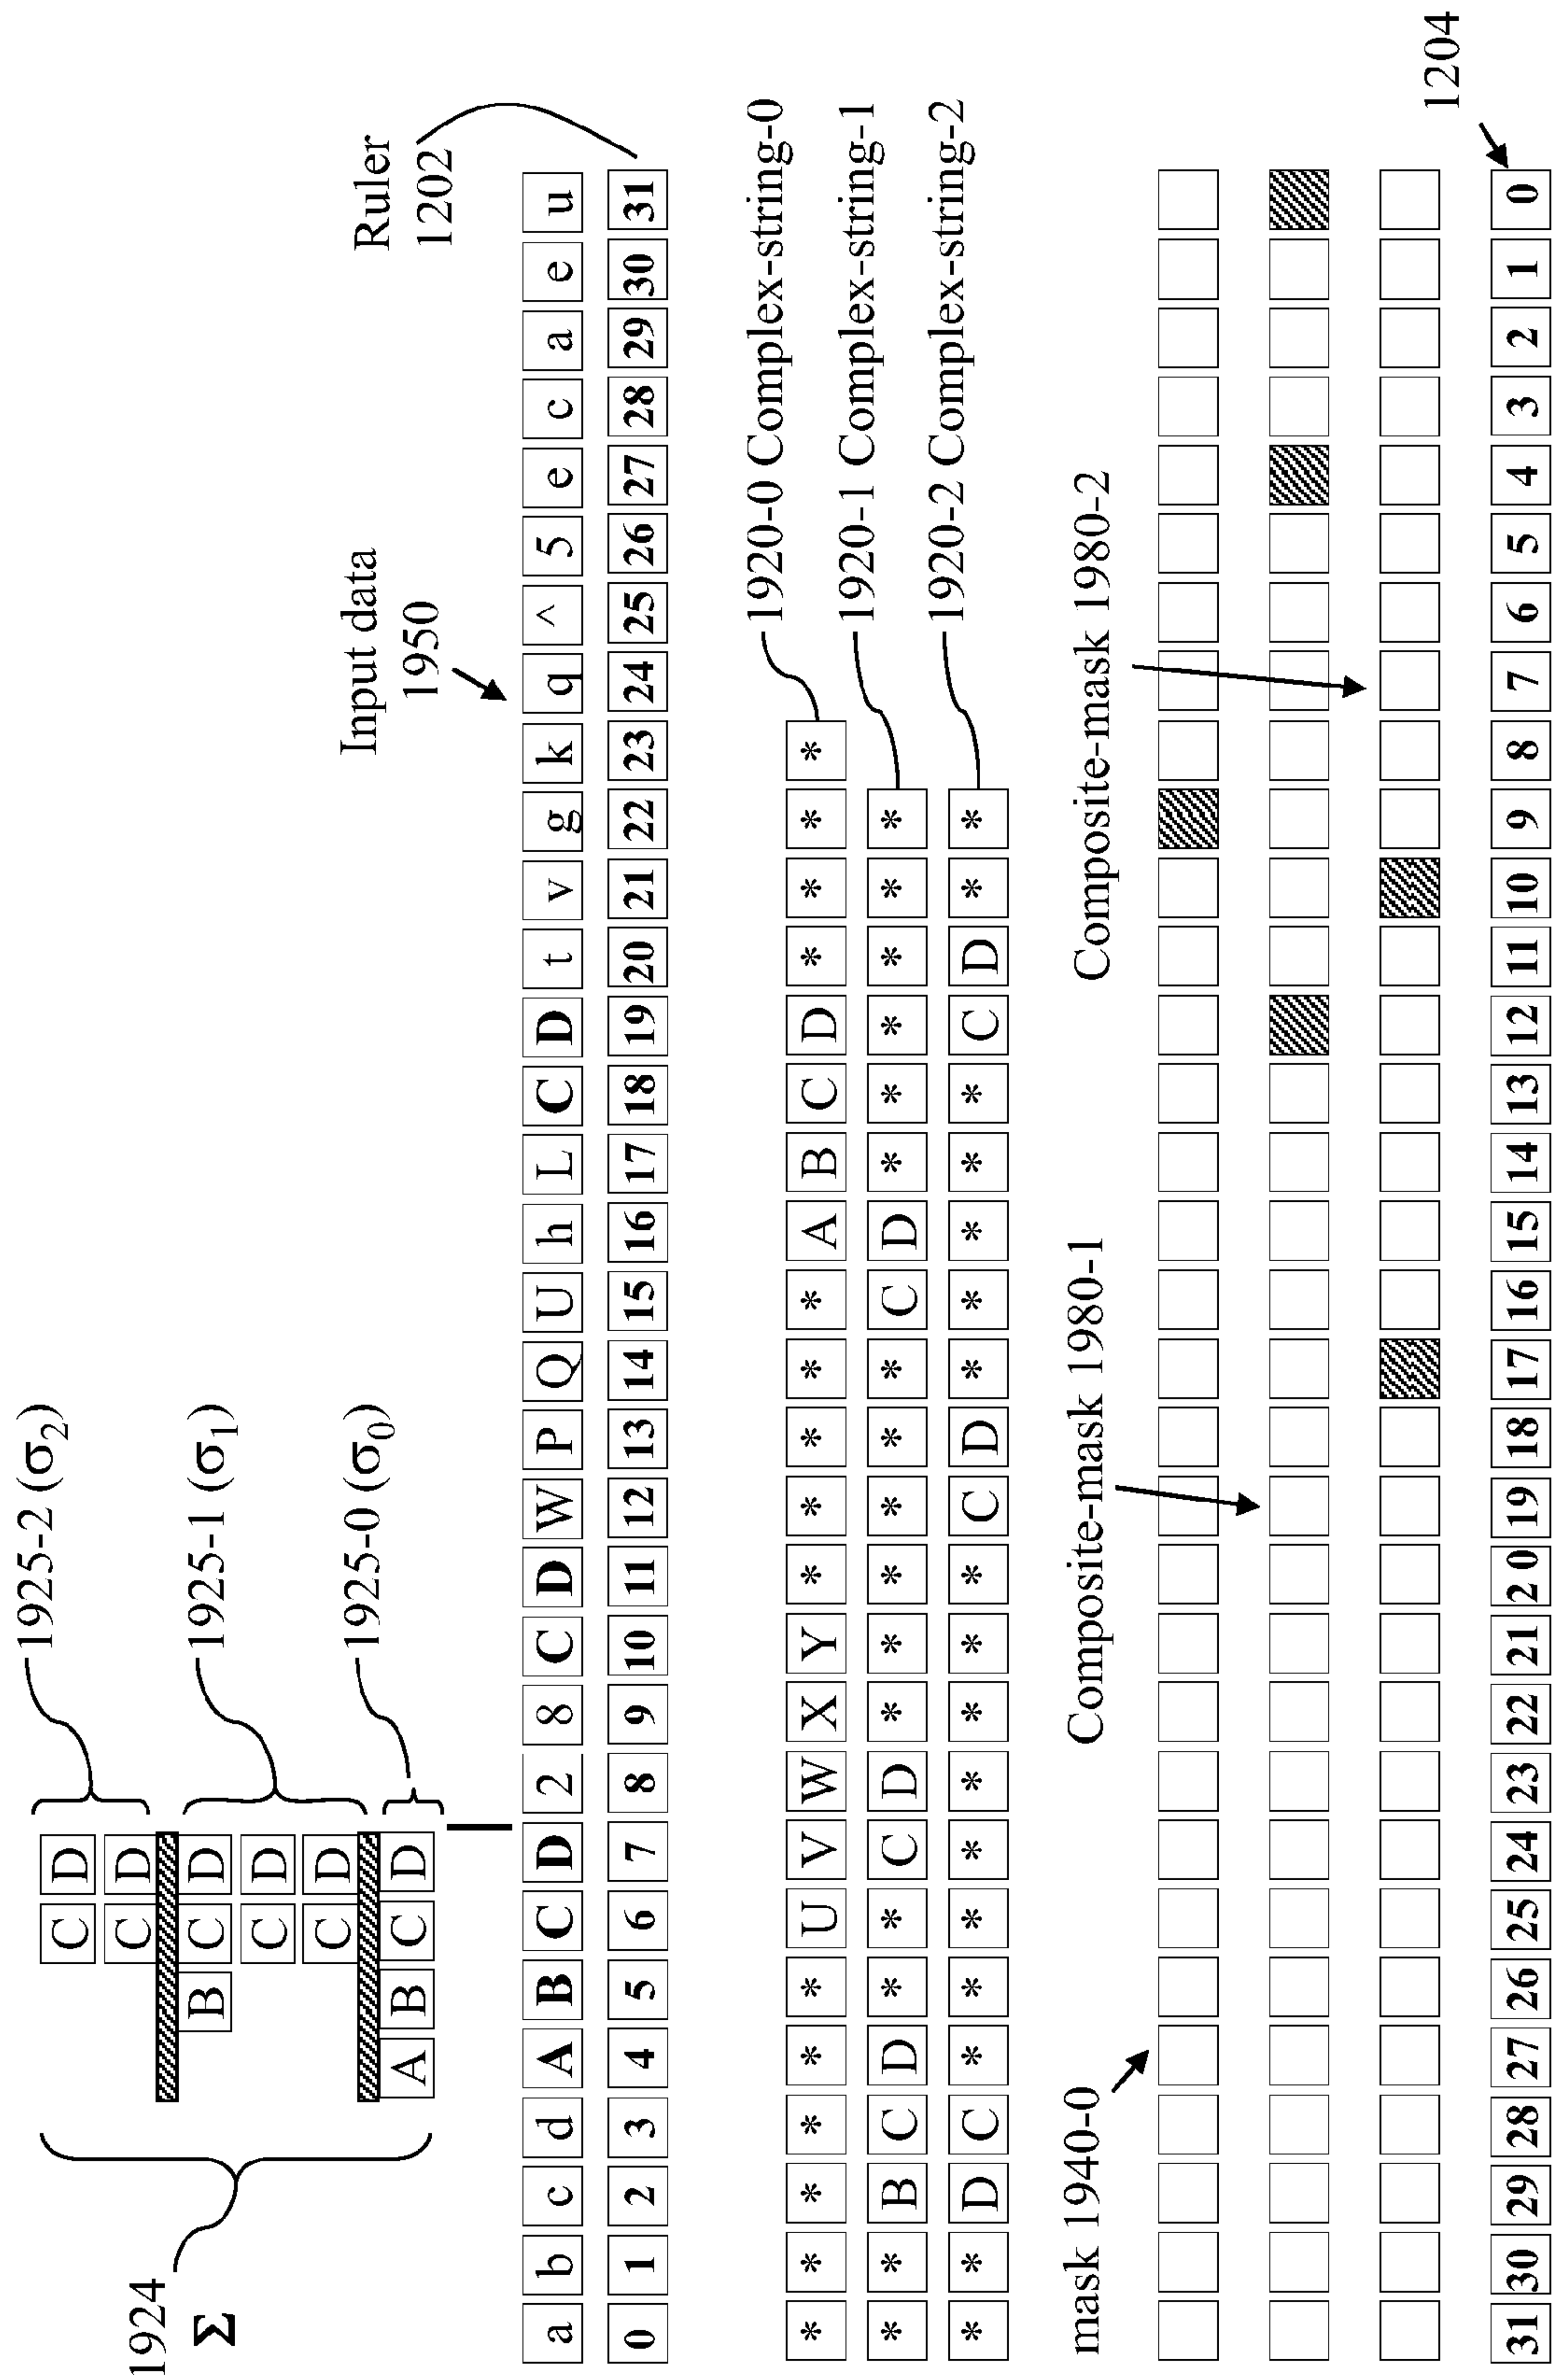 1924
Σ
C D
C D
B C D
C D
C D
A B C D
1925-2 (σ2)
1925-1 (σ1)
1925-0 (σ0)
Input data
1950
Ruler
1202
a b c d A B C D 2 8 C D W P Q U h L C D t v g k q ^ 5 e c a e u
0 1 2 3 4 5 6 7 8 9 10 11 12 13 14 15 16 17 18 19 20 21 22 23 24 25 26 27 28 29 30 31
1920-0 Complex-string-0
* * * * * * U V W X Y * * * * * A B C D * * * *
1920-1 Complex-string-1
* * B C D * * C D * * * * * * C D * * * * * *
1920-2 Complex-string-2
* * D C * * * * * * * * C D * * * * * C D * *
mask 1940-0
Composite-mask 1980-1
Composite-mask 1980-2
1204
31 30 29 28 27 26 25 24 23 22 21 2 0 19 18 17 16 15 14 13 12 11 10 9 8 7 6 5 4 3 2 1 0